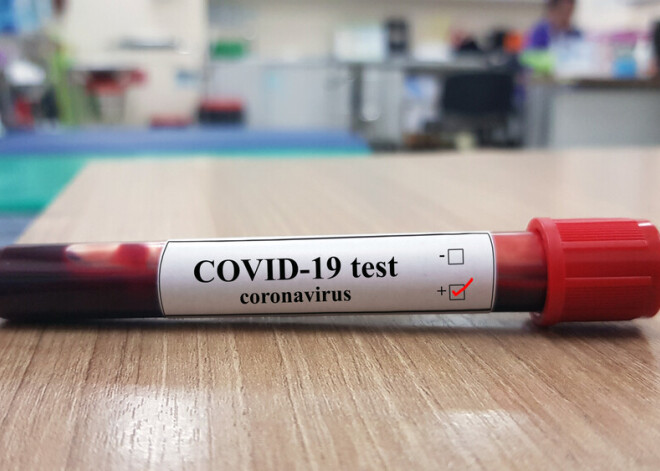 COVID-19 test
coronavirus
- ☐
+ ☑